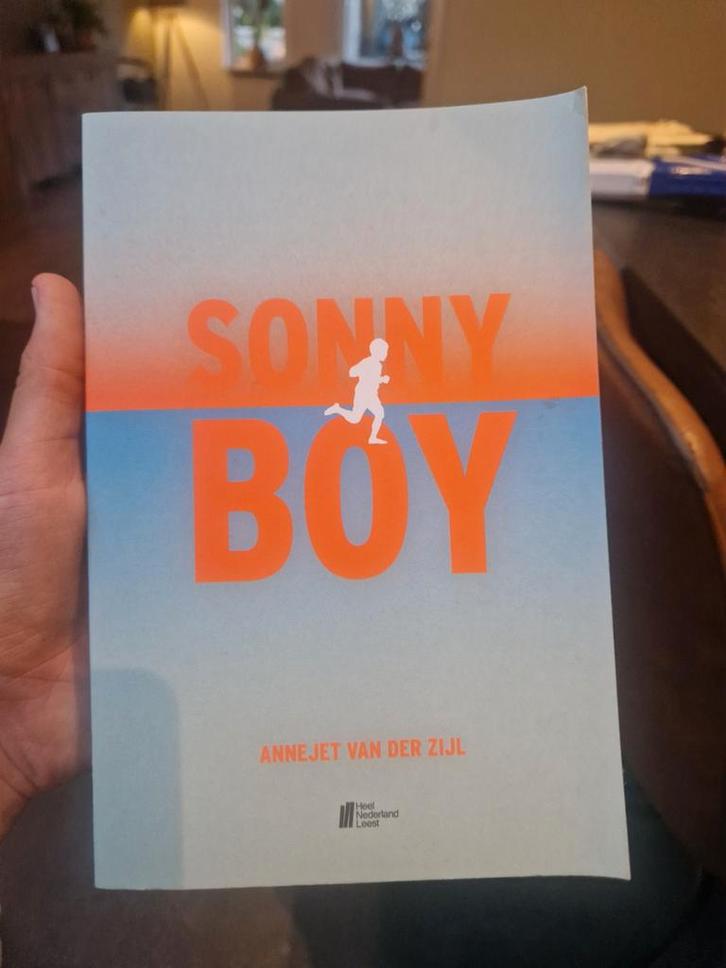 SONNY
BOY
ANNEJET VAN DER ZIJL
Heel
Nederland
Leest